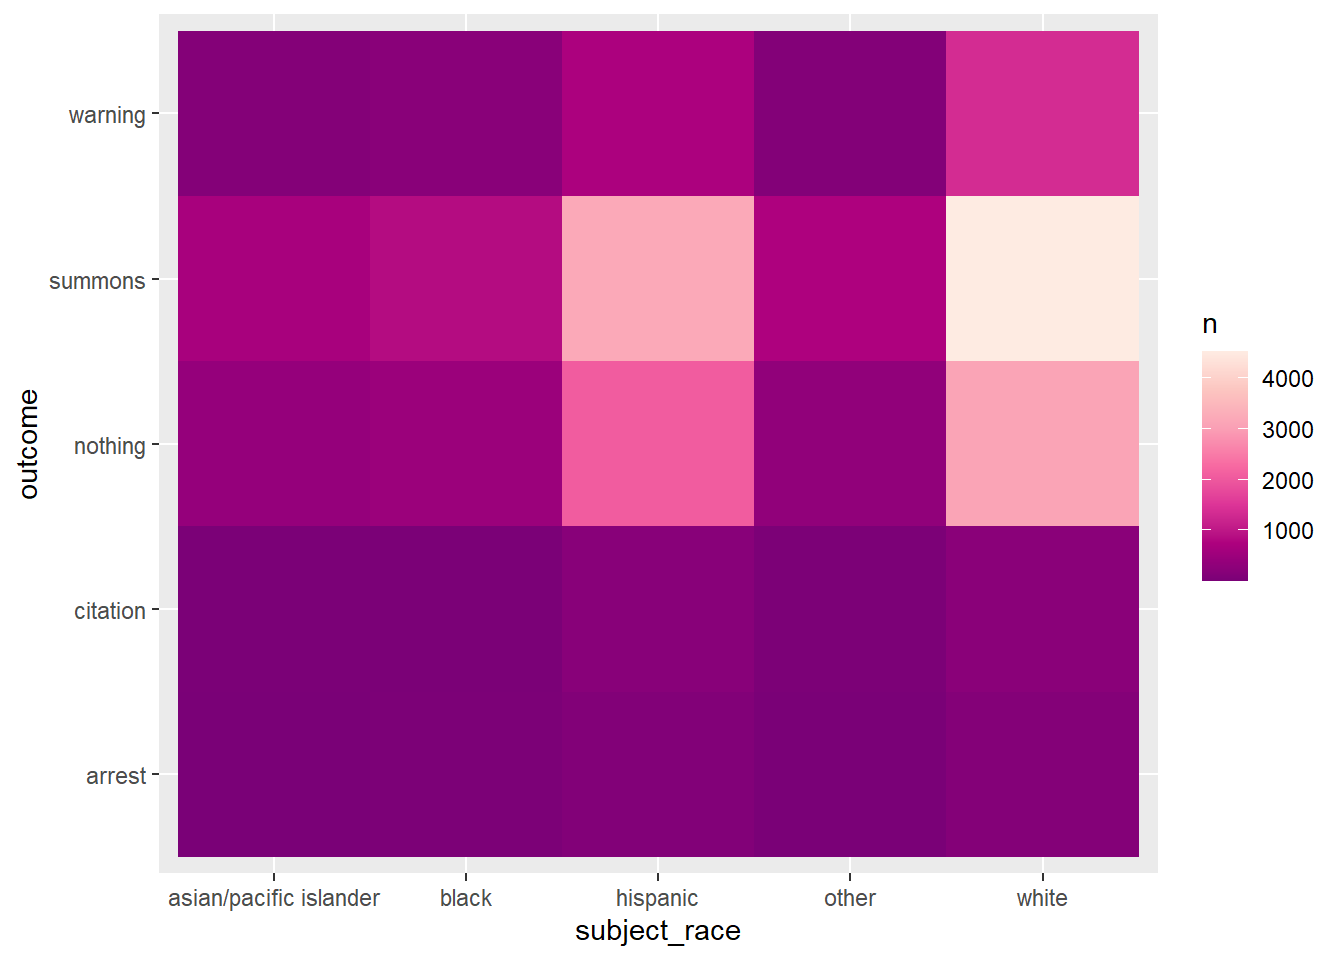 outcome
warning
summons
nothing
citation
arrest
asian/pacific islander
black
hispanic
other
white
subject_race
n
4000
3000
2000
1000